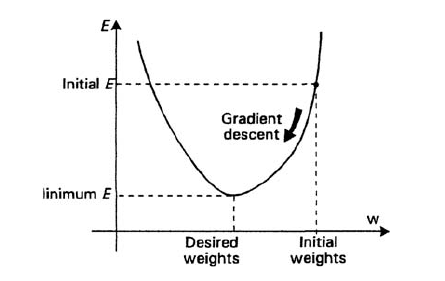 E
Initial E
Gradient
descent
inimum E
w
Desired
weights
Initial
weights